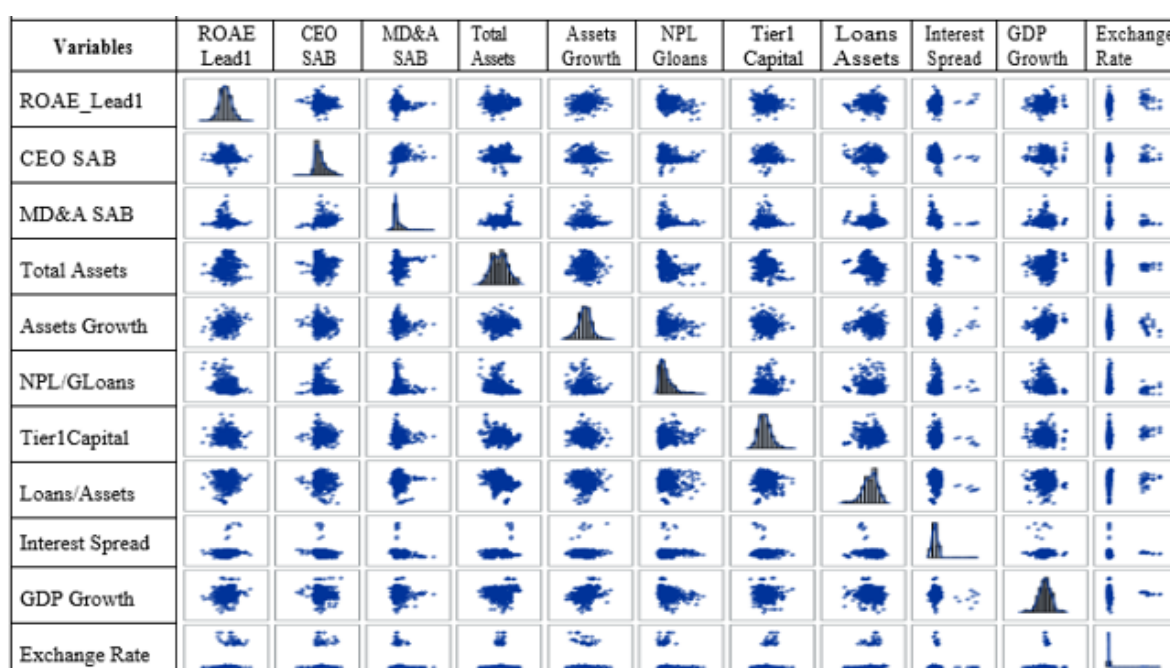 Variables
ROAE Lead1
CEO SAB
MD&A SAB
Total Assets
Assets Growth
NPL Gloans
Tier1 Capital
Loans Assets
Interest Spread
GDP Growth
Exchange Rate
ROAE_Lead1
CEO SAB
MD&A SAB
Total Assets
Assets Growth
NPL/GLoans
Tier1Capital
Loans/Assets
Interest Spread
GDP Growth
Exchange Rate